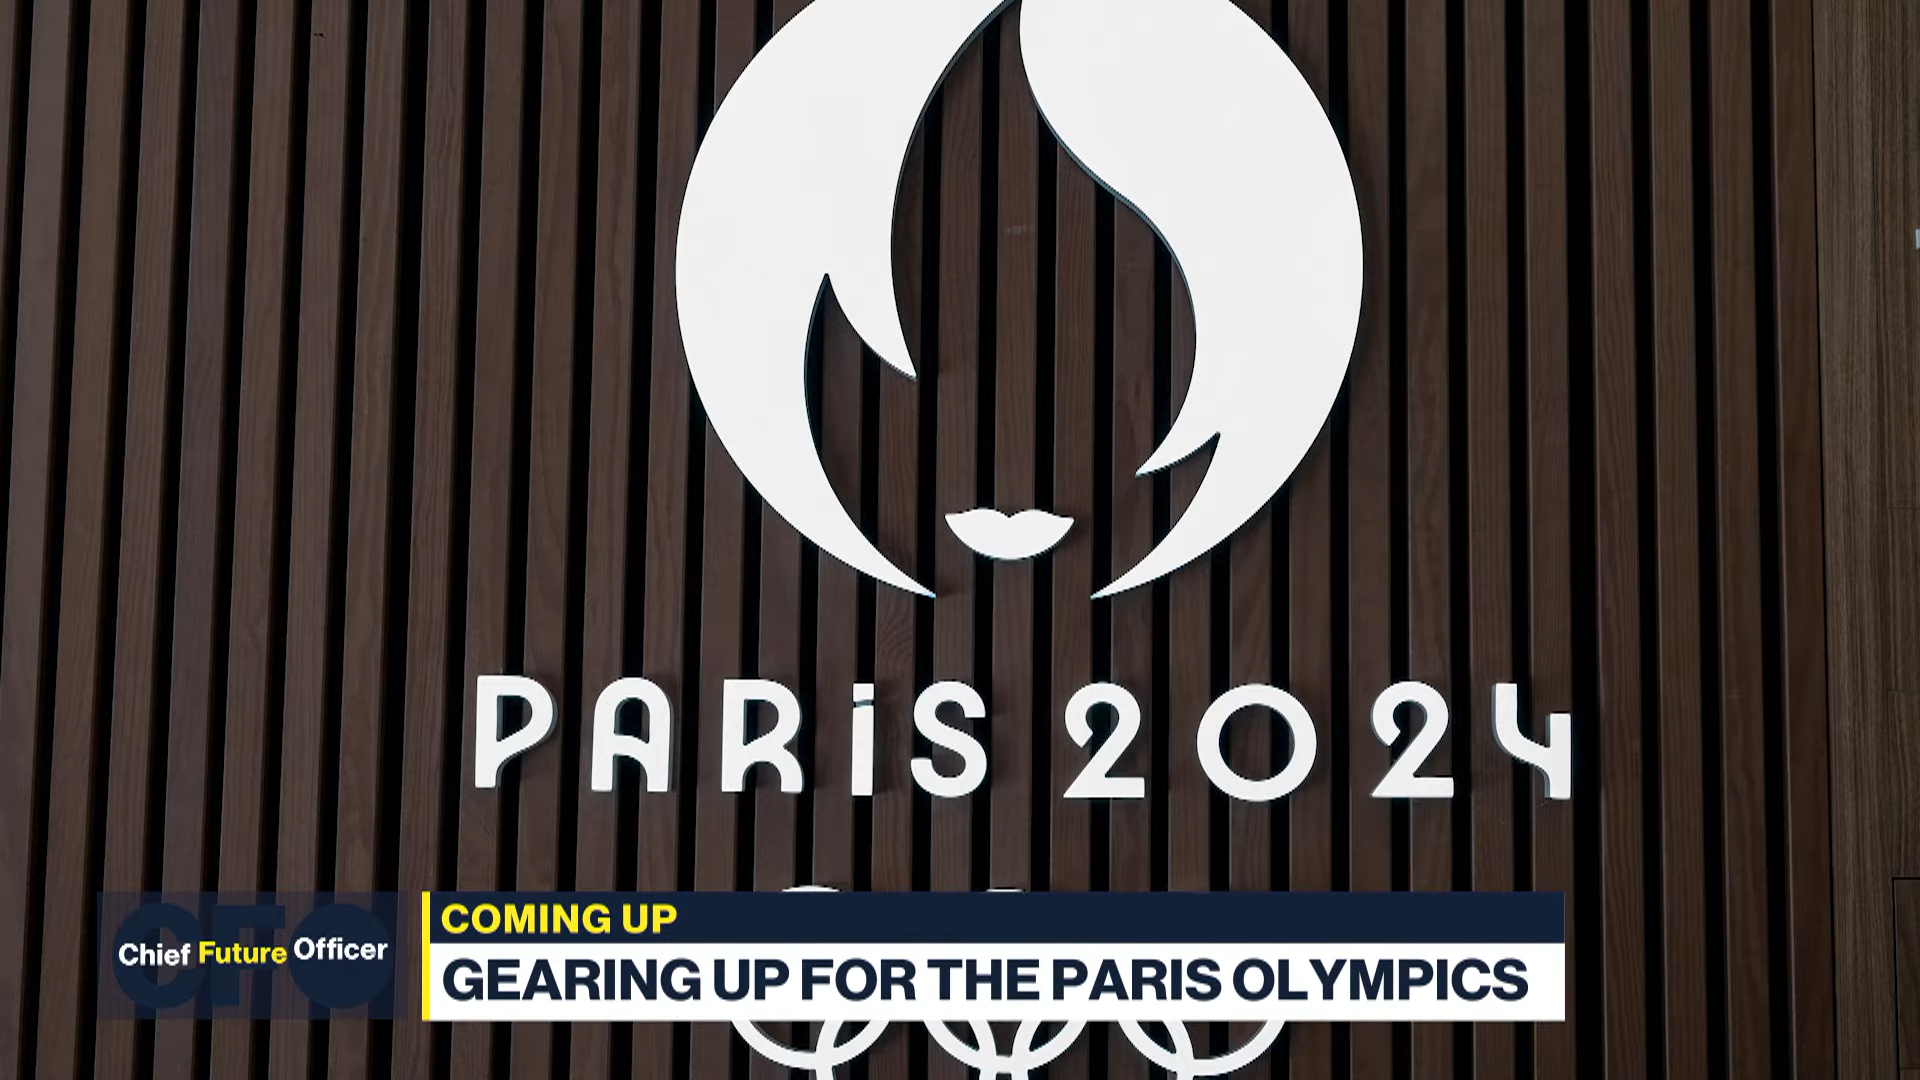 PARiS 2024
COMING UP
Chief Future Officer
GEARING UP FOR THE PARIS OLYMPICS